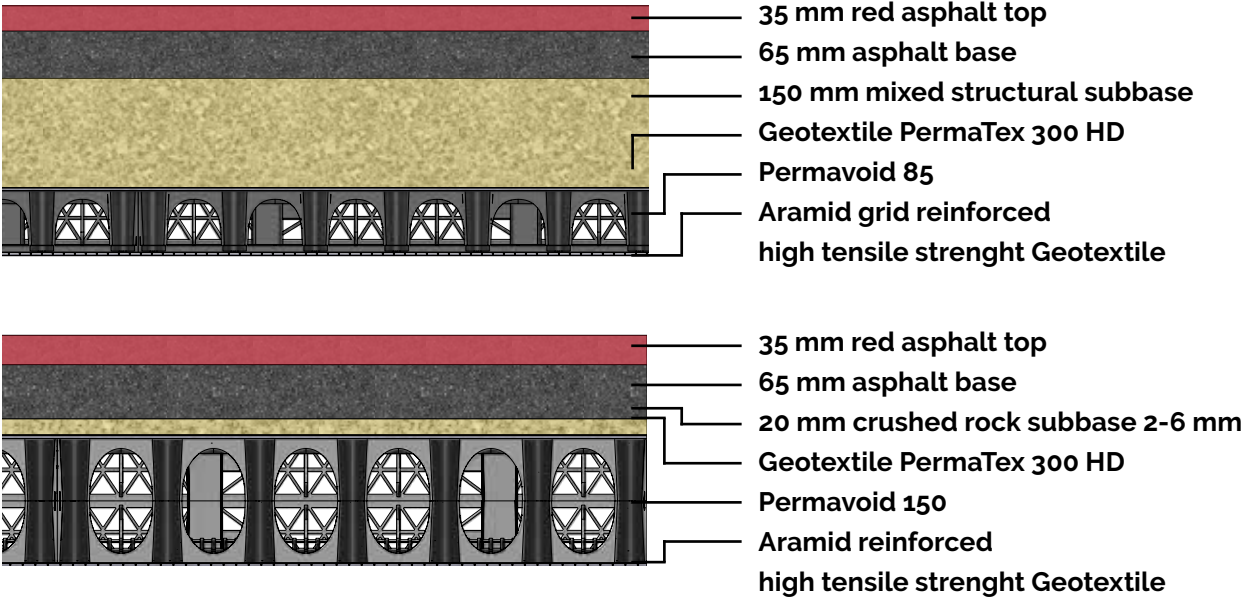 35 mm red asphalt top
65 mm asphalt base
150 mm mixed structural subbase
Geotextile PermaTex 300 HD
Permavoid 85
Aramid grid reinforced
high tensile strenght Geotextile
35 mm red asphalt top
65 mm asphalt base
20 mm crushed rock subbase 2-6 mm
Geotextile PermaTex 300 HD
Permavoid 150
Aramid reinforced
high tensile strenght Geotextile